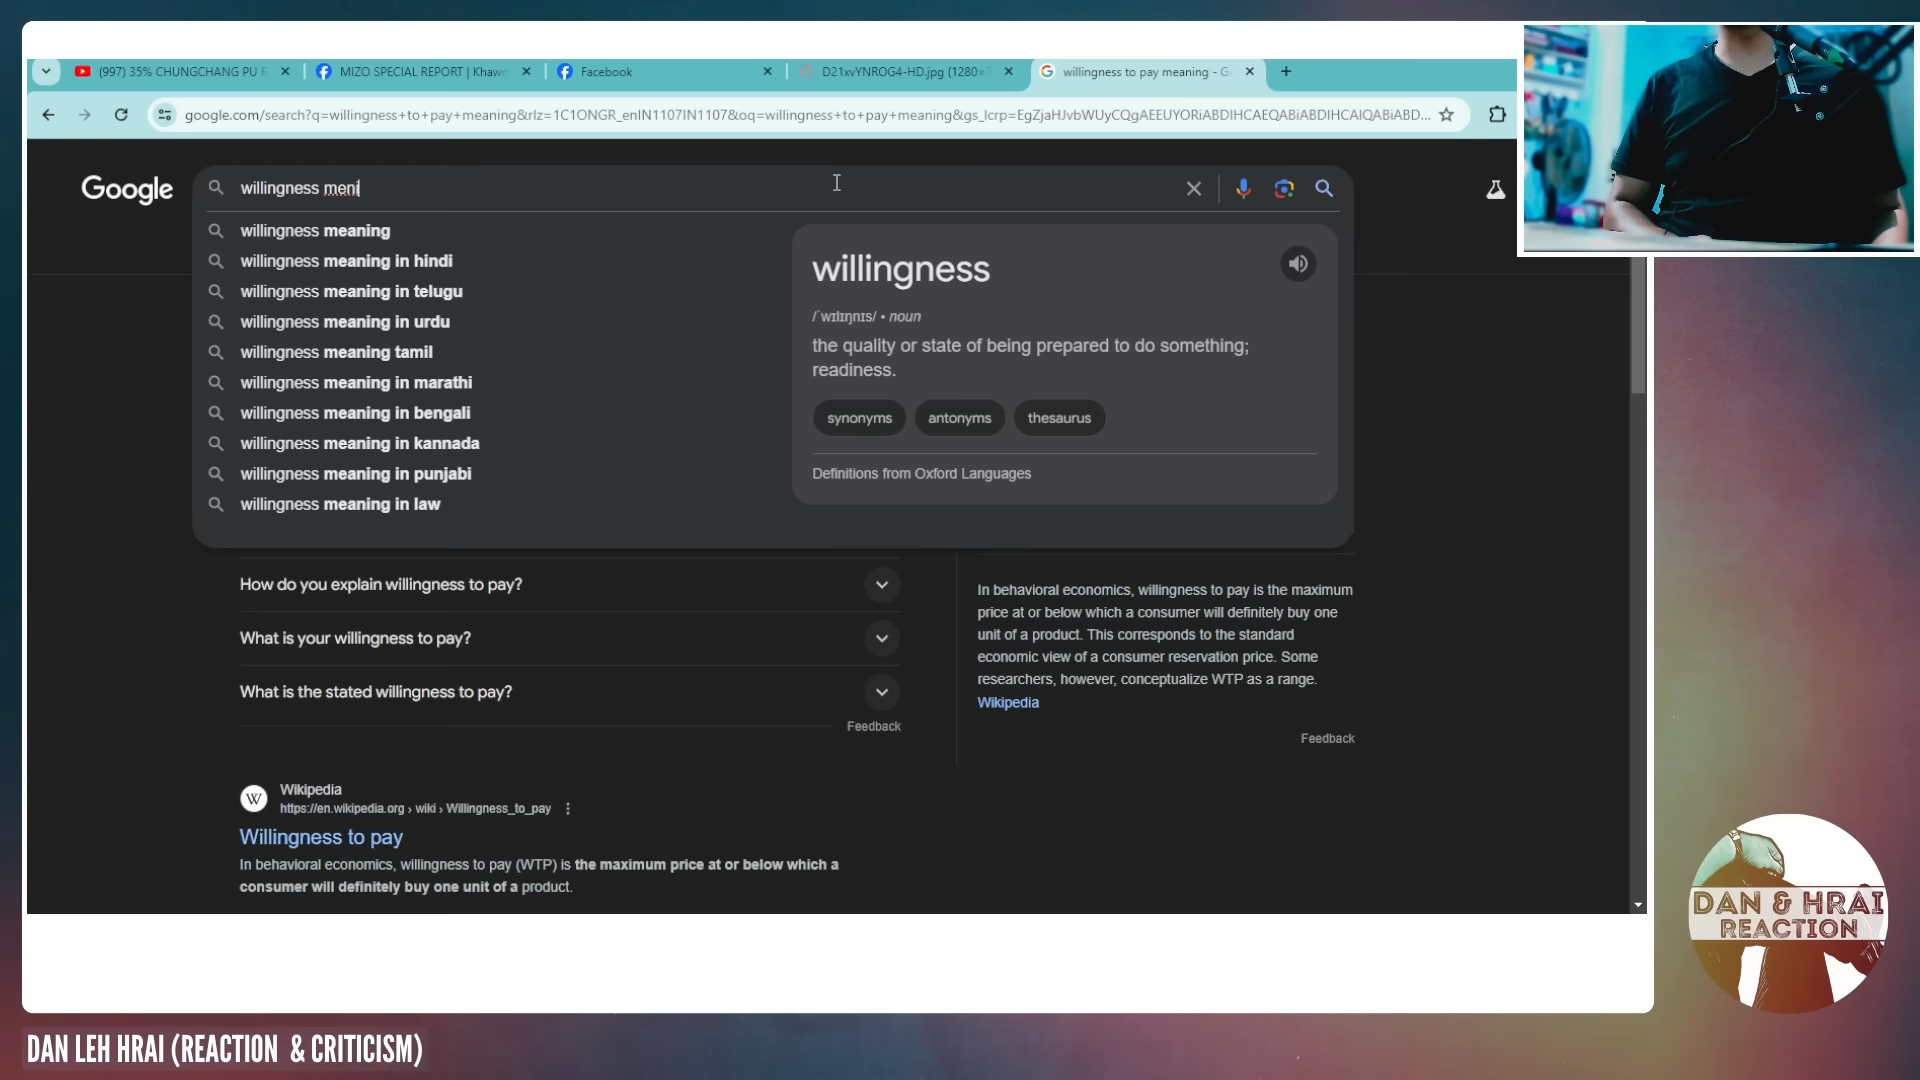 (997) 35% CHUNGCHANG PU R
MIZO SPECIAL REPORT | Khawn
Facebook
D21xvYNROG4-HD.jpg (1280×7
willingness to pay meaning - G
google.com/search?q=willingness+to+pay+meaning&rlz=1C1ONGR_enIN1107IN1107&oq=willingness+to+pay+meaning&gs_lcrp=EgZjaHJvbWUyCQgAEEUYORiABDIHCAEQABiABDIHCAIQABiABD...
Google
willingness meni
willingness meaning
willingness meaning in hindi
willingness meaning in telugu
willingness meaning in urdu
willingness meaning tamil
willingness meaning in marathi
willingness meaning in bengali
willingness meaning in kannada
willingness meaning in punjabi
willingness meaning in law
willingness
/ˈwɪlɪŋnɪs/ • noun
the quality or state of being prepared to do something;
readiness.
synonyms antonyms thesaurus
Definitions from Oxford Languages
How do you explain willingness to pay?
What is your willingness to pay?
What is the stated willingness to pay?
Feedback
In behavioral economics, willingness to pay is the maximum
price at or below which a consumer will definitely buy one
unit of a product. This corresponds to the standard
economic view of a consumer reservation price. Some
researchers, however, conceptualize WTP as a range.
Wikipedia
Feedback
W
Wikipedia
https://en.wikipedia.org › wiki › Willingness_to_pay
Willingness to pay
In behavioral economics, willingness to pay (WTP) is the maximum price at or below which a
consumer will definitely buy one unit of a product.
DAN & HRAI
REACTION
DAN LEH HRAI (REACTION & CRITICISM)